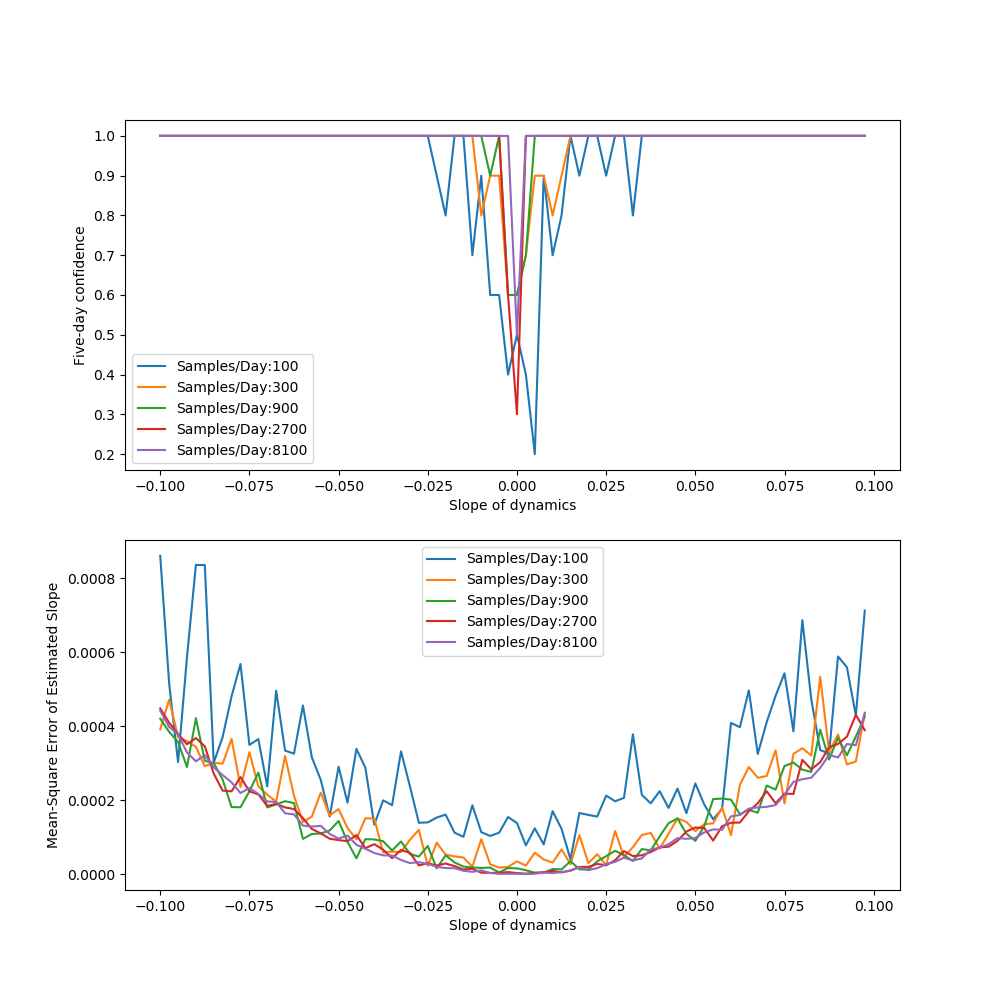 1.0
0.9
0.8
0.7
0.6
0.5
0.4
0.3
0.2
Five-day confidence
Samples/Day:100
Samples/Day:300
Samples/Day:900
Samples/Day:2700
Samples/Day:8100
−0.100 −0.075 −0.050 −0.025 0.000 0.025 0.050 0.075 0.100
Slope of dynamics
0.0008
0.0006
0.0004
0.0002
0.0000
Mean-Square Error of Estimated Slope
Samples/Day:100
Samples/Day:300
Samples/Day:900
Samples/Day:2700
Samples/Day:8100
−0.100 −0.075 −0.050 −0.025 0.000 0.025 0.050 0.075 0.100
Slope of dynamics